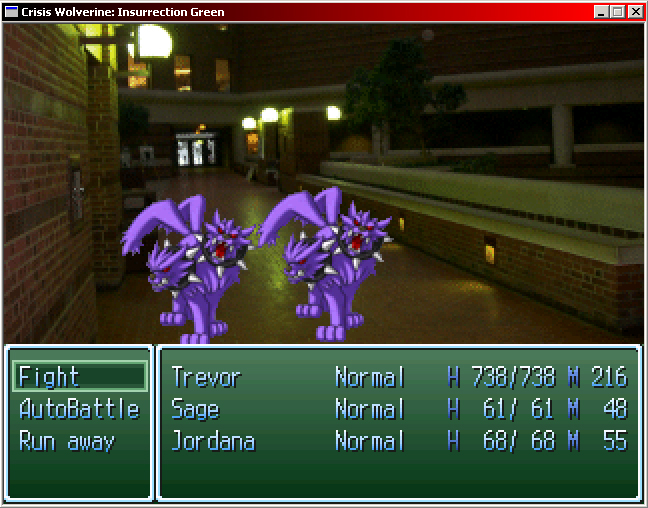 Crisis Wolverine: Insurrection Green
Fight
AutoBattle
Run away
Trevor Normal H 738/738 M 216
Sage Normal H 61/ 61 M 48
Jordana Normal H 68/ 68 M 55